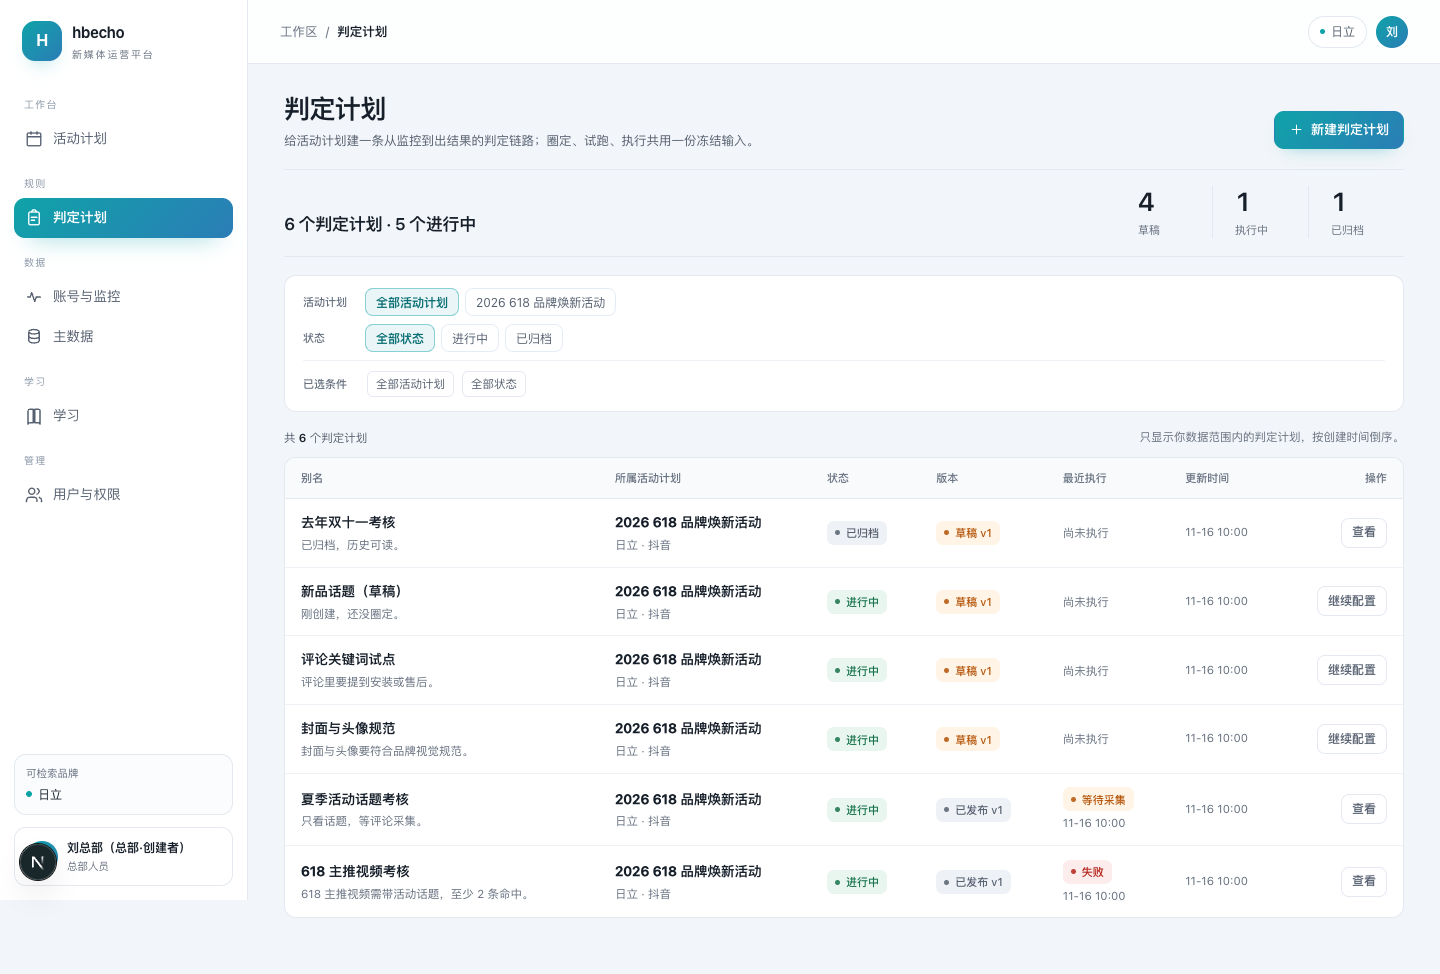 H
hbecho
新媒体运营平台
工作台
活动计划
规则
判定计划
数据
账号与监控
主数据
学习
学习
管理
用户与权限
可检索品牌
日立
N
刘总部（总部·创建者）
总部人员
工作区 / 判定计划
日立
刘
判定计划
给活动计划建一条从监控到出结果的判定链路；圈定、试跑、执行共用一份冻结输入。
新建判定计划
6 个判定计划 · 5 个进行中
4
草稿
1
执行中
1
已归档
活动计划 全部活动计划 2026 618 品牌焕新活动
状态 全部状态 进行中 已归档
已选条件 全部活动计划 全部状态
共 6 个判定计划
只显示你数据范围内的判定计划，按创建时间倒序。
别名 所属活动计划 状态 版本 最近执行 更新时间 操作
去年双十一考核 2026 618 品牌焕新活动
已归档，历史可读。 日立 · 抖音
已归档 草稿 v1 尚未执行 11-16 10:00 查看
新品话题（草稿） 2026 618 品牌焕新活动
刚创建，还没圈定。 日立 · 抖音
进行中 草稿 v1 尚未执行 11-16 10:00 继续配置
评论关键词试点 2026 618 品牌焕新活动
评论里要提到安装或售后。 日立 · 抖音
进行中 草稿 v1 尚未执行 11-16 10:00 继续配置
封面与头像规范 2026 618 品牌焕新活动
封面与头像要符合品牌视觉规范。 日立 · 抖音
进行中 草稿 v1 尚未执行 11-16 10:00 继续配置
夏季活动话题考核 2026 618 品牌焕新活动
只看话题，等评论采集。 日立 · 抖音
进行中 已发布 v1 等待采集 11-16 10:00 查看
11-16 10:00
618 主推视频考核 2026 618 品牌焕新活动
618 主推视频需带活动话题，至少 2 条命中。 日立 · 抖音
进行中 已发布 v1 失败 11-16 10:00 查看
11-16 10:00